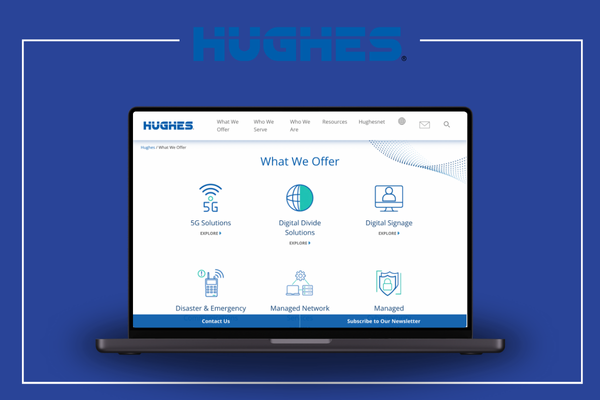 HUGHES®
HUGHES®
What We Offer
Who We Serve
Who We Are
Resources
Hughesnet
Hughes / What We Offer
What We Offer
5G
5G Solutions
EXPLORE
Digital Divide
Solutions
EXPLORE
Digital Signage
EXPLORE
Disaster & Emergency
Managed Network
Managed
Contact Us
Subscribe to Our Newsletter